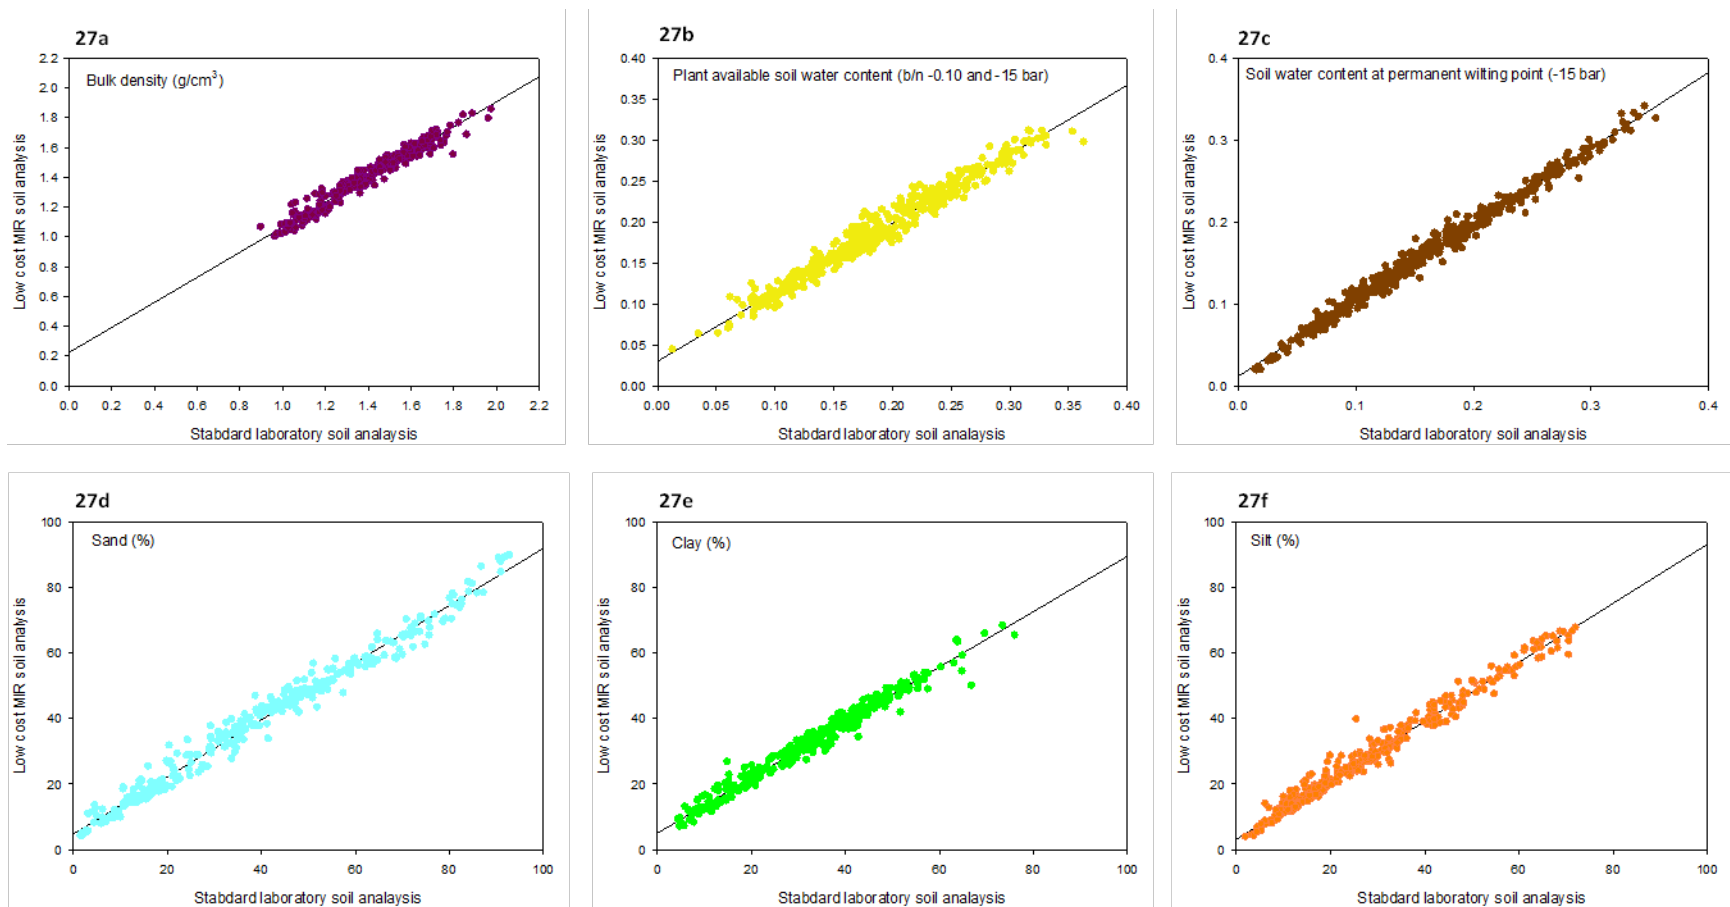 27a
Bulk density (g/cm³)
Low cost MIR soil analysis
2.2
2.0
1.8
1.6
1.4
1.2
1.0
0.8
0.6
0.4
0.2
0.0
0.0 0.2 0.4 0.6 0.8 1.0 1.2 1.4 1.6 1.8 2.0 2.2
Stabdard laboratory soil analaysis
27b
Plant available soil water content (b/n -0.10 and -15 bar)
Low cost MIR soil analysis
0.40
0.35
0.30
0.25
0.20
0.15
0.10
0.05
0.00
0.00 0.05 0.10 0.15 0.20 0.25 0.30 0.35 0.40
Stabdard laboratory soil analaysis
27c
Soil water content at permanent wilting point (-15 bar)
Low cost MIR soil analysis
0.4
0.3
0.2
0.1
0.0
0.0 0.1 0.2 0.3 0.4
Stabdard laboratory soil analaysis
27d
Sand (%)
Low cost MIR soil analysis
100
80
60
40
20
0
0 20 40 60 80 100
Stabdard laboratory soil analaysis
27e
Clay (%)
Low cost MIR soil analysis
100
80
60
40
20
0
0 20 40 60 80 100
Stabdard laboratory soil analaysis
27f
Silt (%)
Low cost MIR soil analysis
100
80
60
40
20
0
0 20 40 60 80 100
Stabdard laboratory soil analaysis